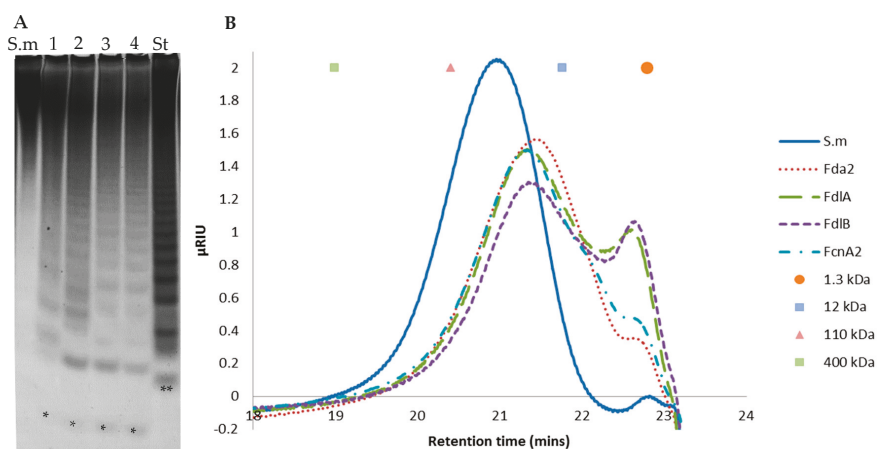 A
S.m 1 2 3 4 St
**
*
* * *
B
2
1.8
1.6
1.4
1.2
1
0.8
0.6
0.4
0.2
0
-0.2
µRIU
18 19 20 21 22 23 24
Retention time (mins)
S.m
Fda2
FdlA
FdlB
FcnA2
1.3 kDa
12 kDa
110 kDa
400 kDa